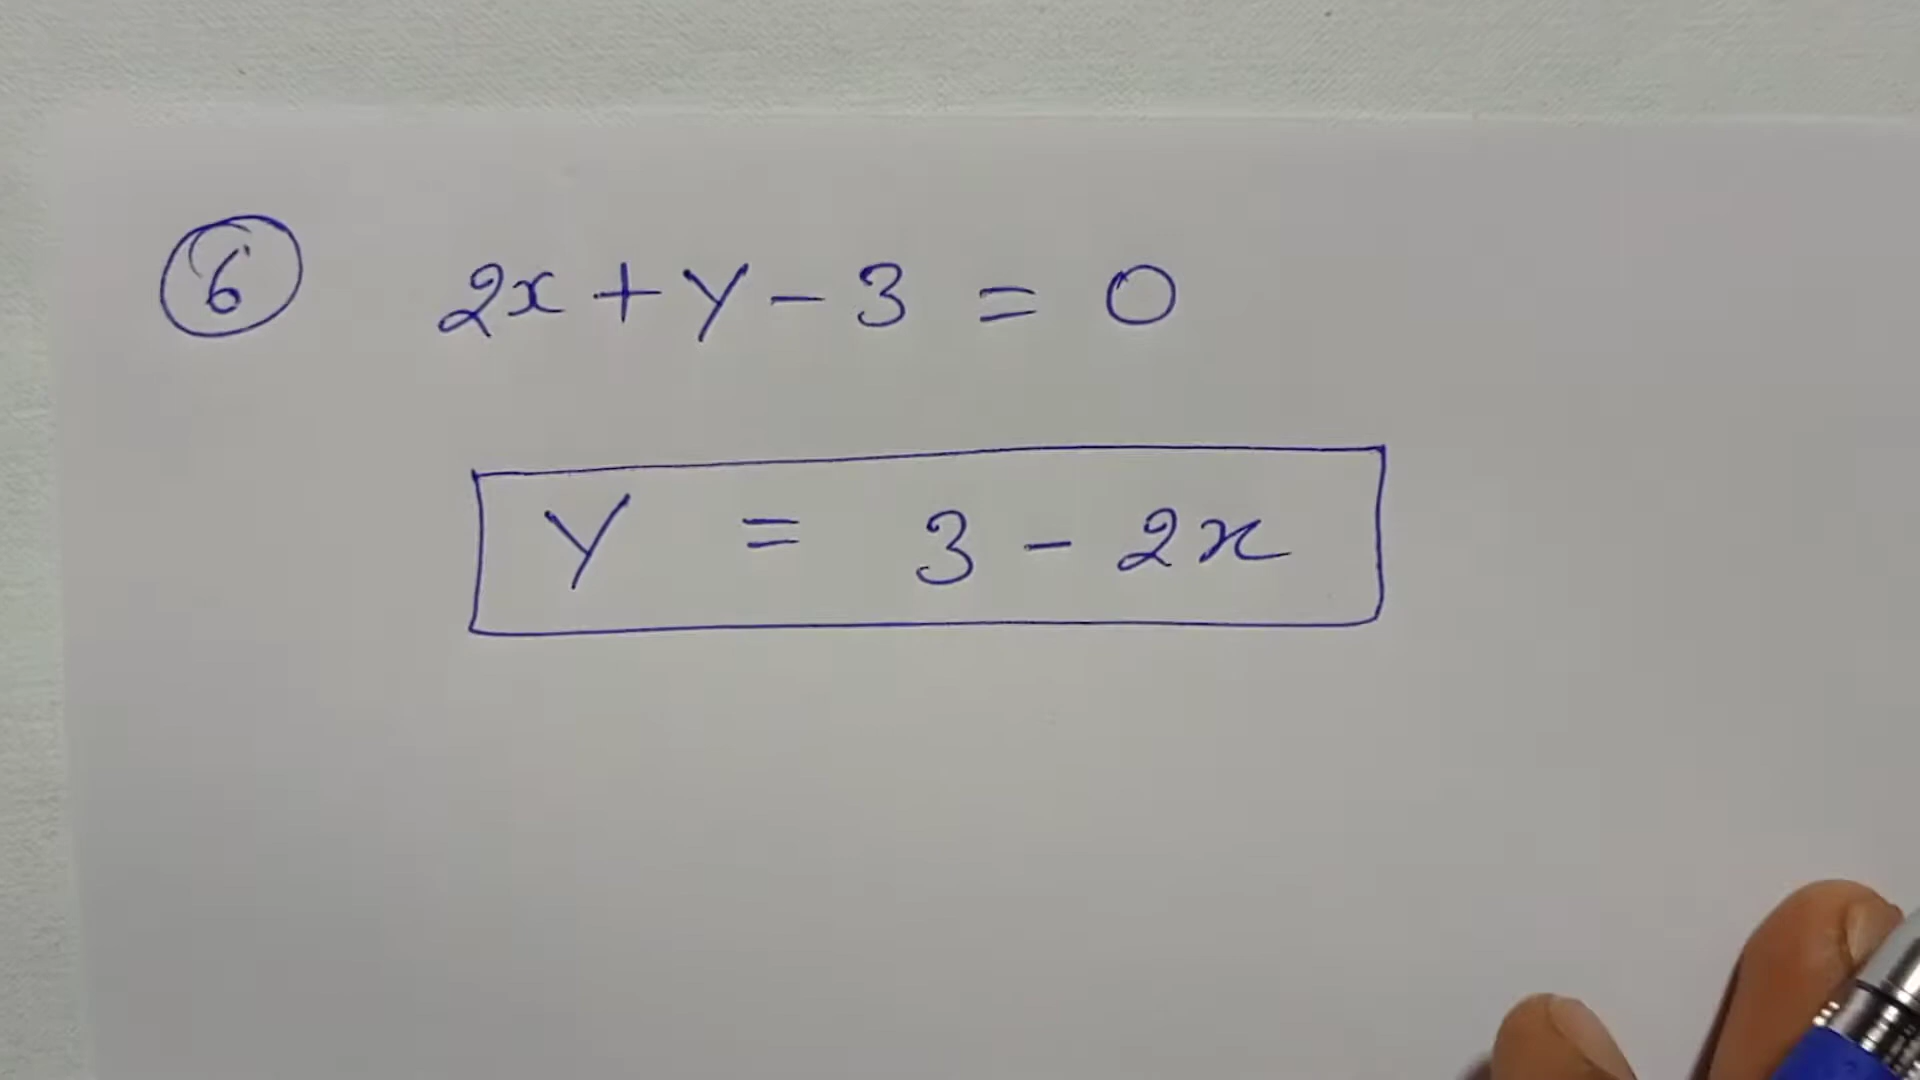 6 2x + y - 3 = 0
y = 3 - 2x